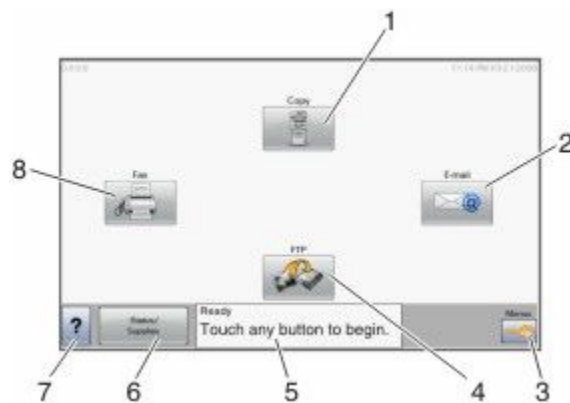 1
Copy
2
8
Fax
E-mail
FTP
Ready
Menus
?
Status/
Supplies
Touch any button to begin.
7
6
5
4
3